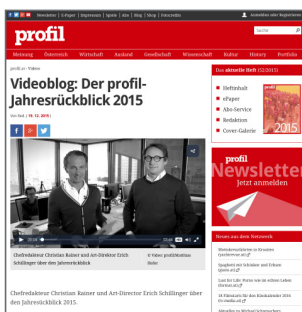 Newsletter | E-Paper | Impressum | Spiele | Abo | Blog | Shop | Fotocredits
Anmelden oder Registrieren
profil
Suche
Meinung Österreich Wirtschaft Ausland Gesellschaft Wissenschaft Kultur History Portfolio
profil.at › Videos
Videoblog: Der profil-
Jahresrückblick 2015
19. 12. 2015
Chefredakteur Christian Rainer und Art-Director Erich
Schillinger über den Jahresrückblick.
© Video: profil/Matthias
Chefredakteur Christian Rainer und Art-Director Erich Schillinger über
den Jahresrückblick 2015.
Das aktuelle Heft (52/2015)
Heftinhalt
ePaper
Abo-Service
Redaktion
Cover-Galerie
2015
profil
Newsletter
Jetzt anmelden
Neues aus dem Netzwerk